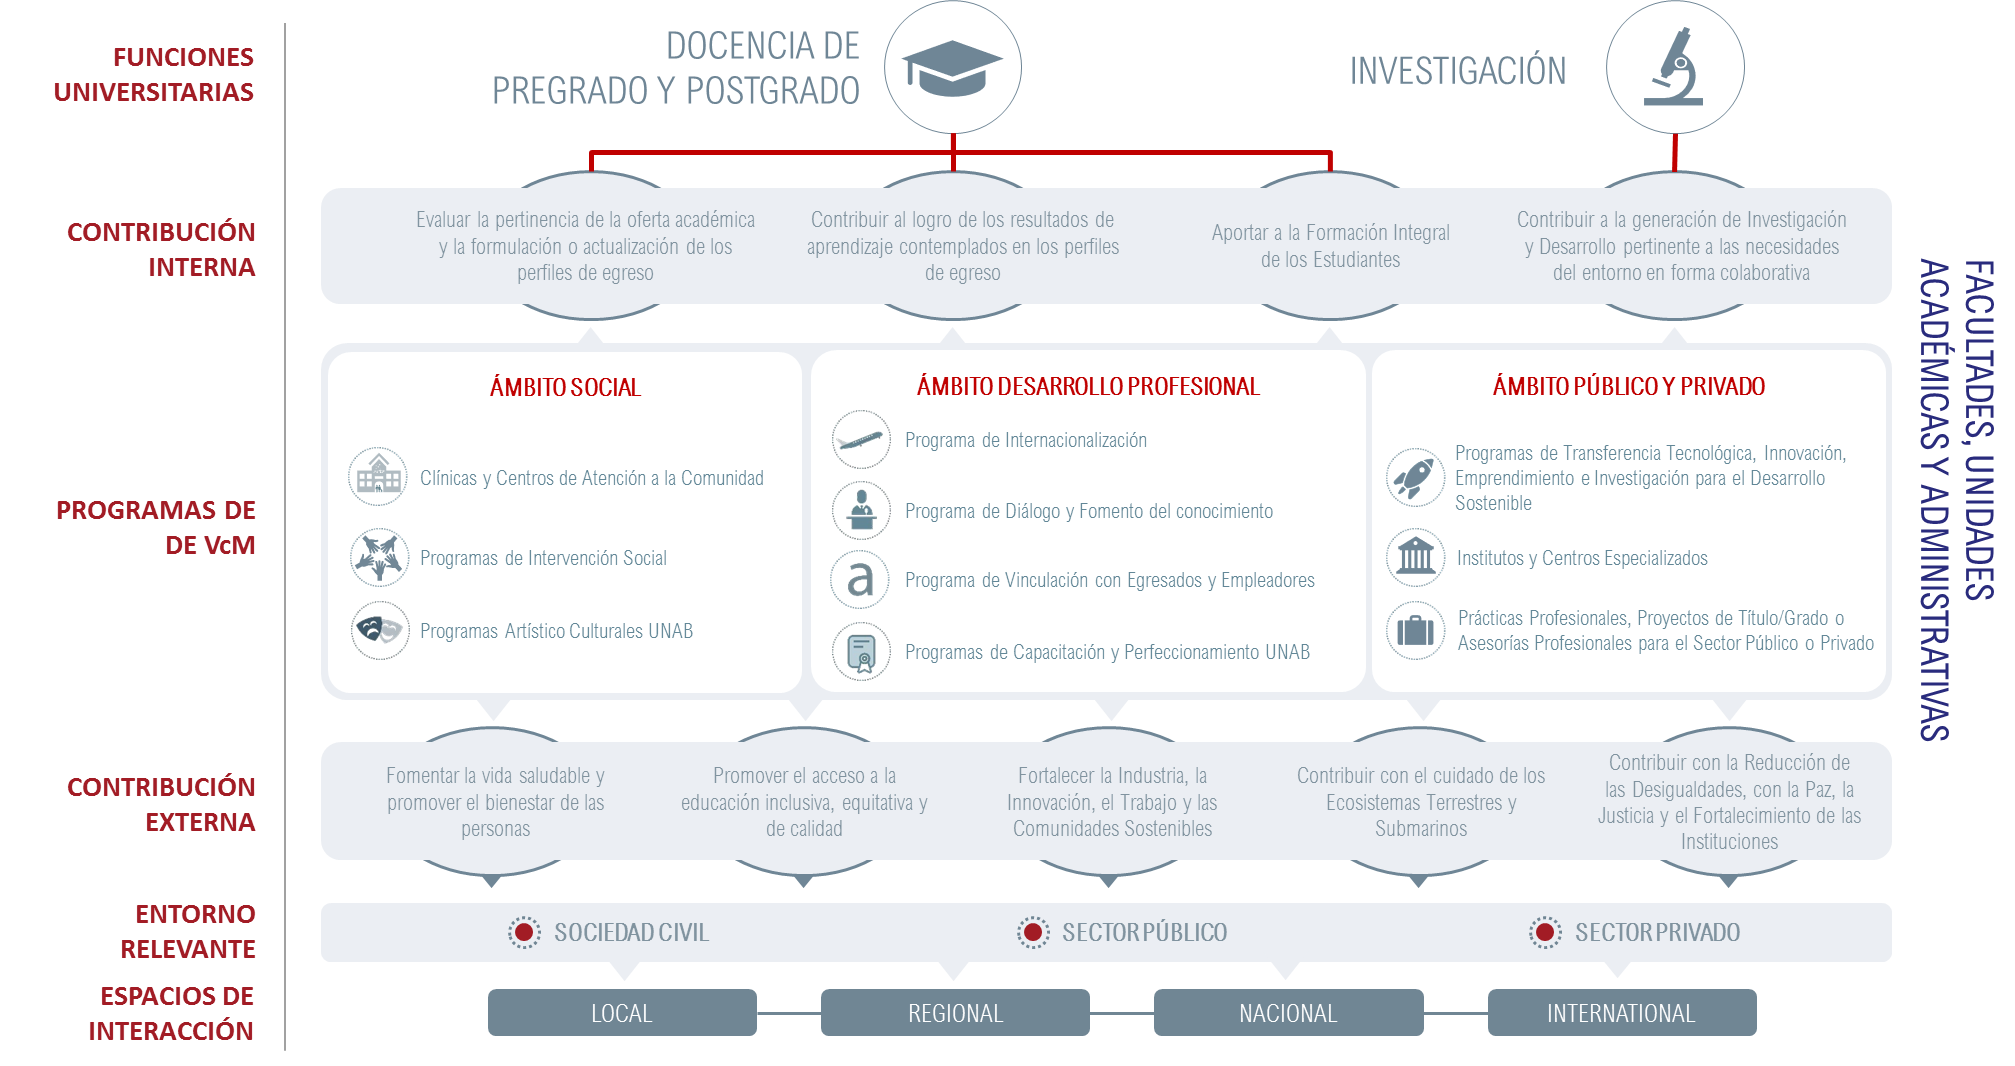 FUNCIONES
UNIVERSITARIAS
DOCENCIA DE
PREGRADO Y POSTGRADO
INVESTIGACIÓN
CONTRIBUCIÓN
INTERNA
Evaluar la pertinencia de la oferta académica
y la formulación o actualización de los
perfiles de egreso
Contribuir al logro de los resultados de
aprendizaje contemplados en los perfiles
de egreso
Aportar a la Formación Integral
de los Estudiantes
Contribuir a la generación de Investigación
y Desarrollo pertinente a las necesidades
del entorno en forma colaborativa
PROGRAMAS DE
DE VcM
ÁMBITO SOCIAL
Clínicas y Centros de Atención a la Comunidad
Programas de Intervención Social
Programas Artístico Culturales UNAB
ÁMBITO DESARROLLO PROFESIONAL
Programa de Internacionalización
Programa de Diálogo y Fomento del conocimiento
a
Programa de Vinculación con Egresados y Empleadores
Programas de Capacitación y Perfeccionamiento UNAB
ÁMBITO PÚBLICO Y PRIVADO
Programas de Transferencia Tecnológica, Innovación,
Emprendimiento e Investigación para el Desarrollo
Sostenible
Institutos y Centros Especializados
Prácticas Profesionales, Proyectos de Título/Grado o
Asesorías Profesionales para el Sector Público o Privado
CONTRIBUCIÓN
EXTERNA
Fomentar la vida saludable y
promover el bienestar de las
personas
Promover el acceso a la
educación inclusiva, equitativa y
de calidad
Fortalecer la Industria, la
Innovación, el Trabajo y las
Comunidades Sostenibles
Contribuir con el cuidado de los
Ecosistemas Terrestres y
Submarinos
Contribuir con la Reducción de
las Desigualdades, con la Paz, la
Justicia y el Fortalecimiento de las
Instituciones
ENTORNO
RELEVANTE
SOCIEDAD CIVIL
SECTOR PÚBLICO
SECTOR PRIVADO
ESPACIOS DE
INTERACCIÓN
LOCAL
REGIONAL
NACIONAL
INTERNATIONAL
FACULTADES, UNIDADES
ACADÉMICAS Y ADMINISTRATIVAS